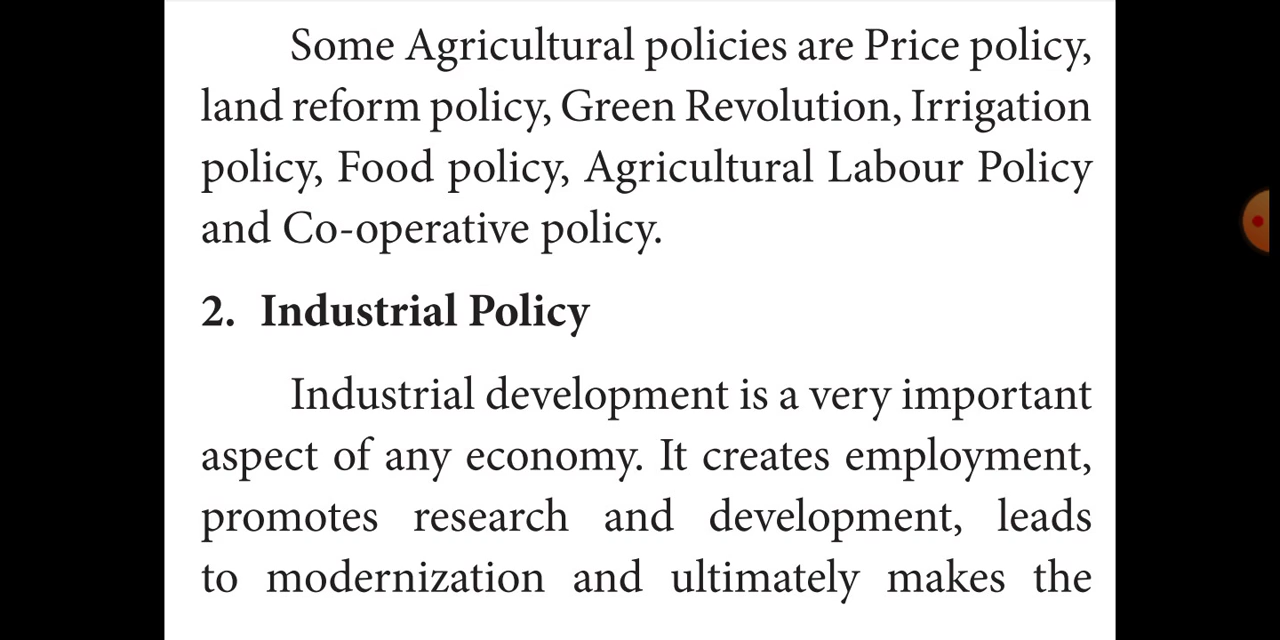 Some Agricultural policies are Price policy,
land reform policy, Green Revolution, Irrigation
policy, Food policy, Agricultural Labour Policy
and Co-operative policy.
2. Industrial Policy
Industrial development is a very important
aspect of any economy. It creates employment,
promotes research and development, leads
to modernization and ultimately makes the